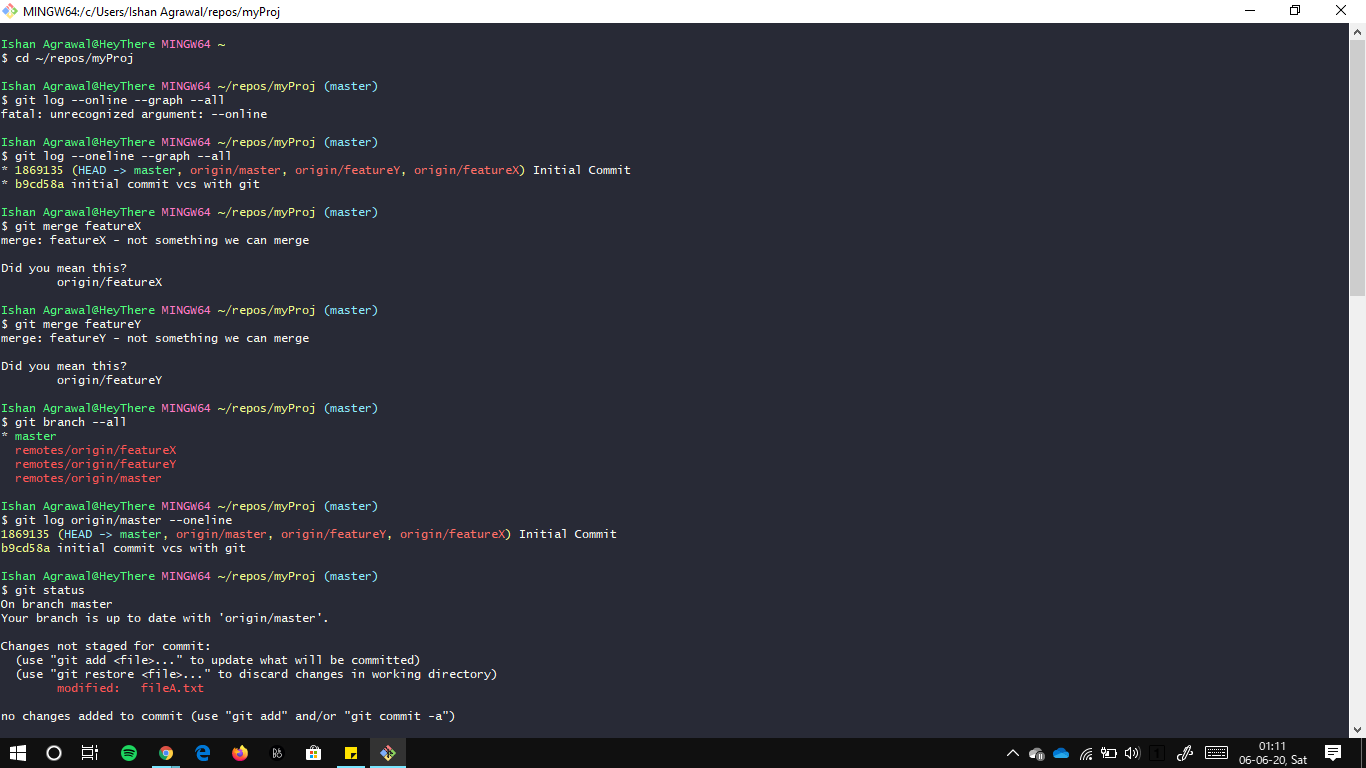 MINGW64:/c/Users/Ishan Agrawal/repos/myProj
Ishan Agrawal@HeyThere MINGW64 ~
$ cd ~/repos/myProj
Ishan Agrawal@HeyThere MINGW64 ~/repos/myProj (master)
$ git log --online --graph --all
fatal: unrecognized argument: --online
Ishan Agrawal@HeyThere MINGW64 ~/repos/myProj (master)
$ git log --oneline --graph --all
* 1869135 (HEAD -> master, origin/master, origin/featureY, origin/featureX) Initial Commit
* b9cd58a initial commit vcs with git
Ishan Agrawal@HeyThere MINGW64 ~/repos/myProj (master)
$ git merge featureX
merge: featureX - not something we can merge
Did you mean this?
origin/featureX
Ishan Agrawal@HeyThere MINGW64 ~/repos/myProj (master)
$ git merge featureY
merge: featureY - not something we can merge
Did you mean this?
origin/featureY
Ishan Agrawal@HeyThere MINGW64 ~/repos/myProj (master)
$ git branch --all
* master
remotes/origin/featureX
remotes/origin/featureY
remotes/origin/master
Ishan Agrawal@HeyThere MINGW64 ~/repos/myProj (master)
$ git log origin/master --oneline
1869135 (HEAD -> master, origin/master, origin/featureY, origin/featureX) Initial Commit
b9cd58a initial commit vcs with git
Ishan Agrawal@HeyThere MINGW64 ~/repos/myProj (master)
$ git status
On branch master
Your branch is up to date with 'origin/master'.
Changes not staged for commit:
(use "git add <file>..." to update what will be committed)
(use "git restore <file>..." to discard changes in working directory)
modified: fileA.txt
no changes added to commit (use "git add" and/or "git commit -a")
01:11
06-06-20, Sat